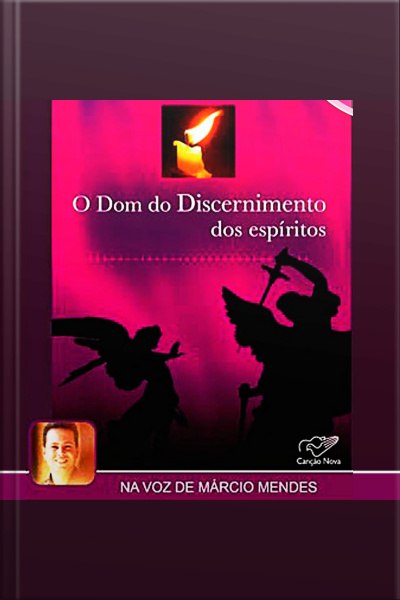 O Dom do Discernimento
dos espíritos
Canção Nova
NA VOZ DE MÁRCIO MENDES